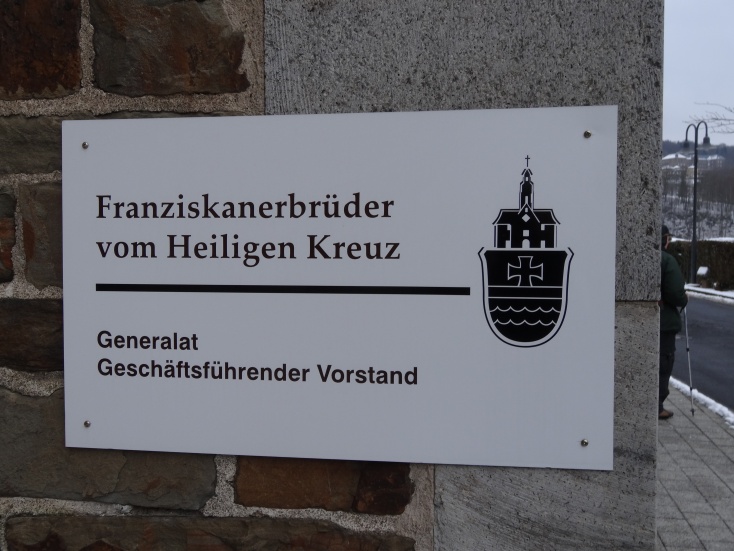 Franziskanerbrüder
vom Heiligen Kreuz
Generalat
Geschäftsführender Vorstand